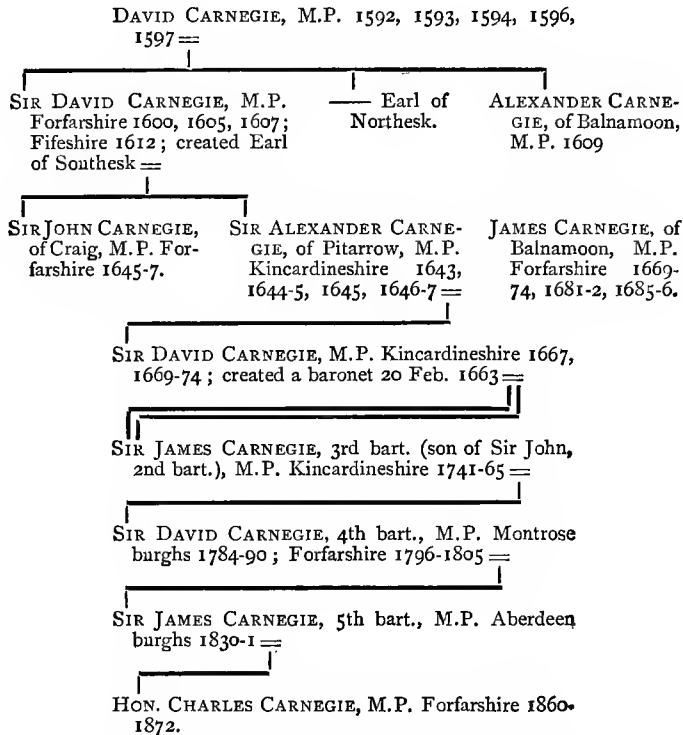 DAVID CARNEGIE, M.P. 1592, 1593, 1594, 1596,
1597 =
SIR DAVID CARNEGIE, M.P.
Forfarshire 1600, 1605, 1607;
Fifeshire 1612; created Earl
of Southesk =
—— Earl of
Northesk.
ALEXANDER CARNE-
GIE, of Balnamoon,
M.P. 1609
SIR JOHN CARNEGIE,
of Craig, M.P. For-
farshire 1645-7.
SIR ALEXANDER CARNE-
GIE, of Pitarrow, M.P.
Kincardineshire 1643,
1644-5, 1645, 1646-7 =
JAMES CARNEGIE, of
Balnamoon, M.P.
Forfarshire 1669-
74, 1681-2, 1685-6.
SIR DAVID CARNEGIE, M.P. Kincardineshire 1667,
1669-74; created a baronet 20 Feb. 1663 =
SIR JAMES CARNEGIE, 3rd bart. (son of Sir John,
2nd bart.), M.P. Kincardineshire 1741-65 =
SIR DAVID CARNEGIE, 4th bart., M.P. Montrose
burghs 1784-90; Forfarshire 1796-1805 =
SIR JAMES CARNEGIE, 5th bart., M.P. Aberdeen
burghs 1830-1 =
HON. CHARLES CARNEGIE, M.P. Forfarshire 1860-
1872.